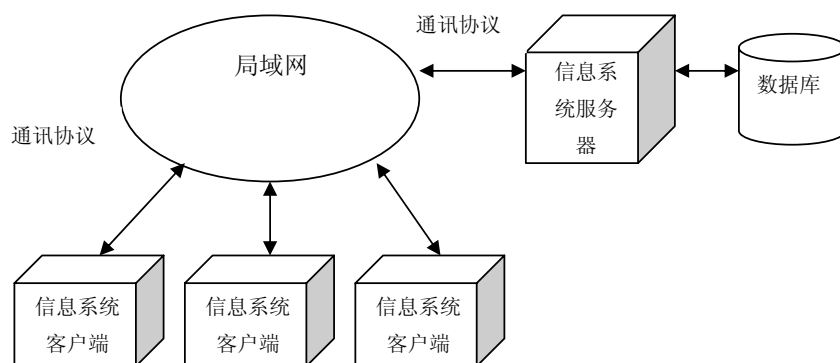 通讯协议
局域网
信息系
统服务
器
数据库
通讯协议
信息系统
客户端
信息系统
客户端
信息系统
客户端